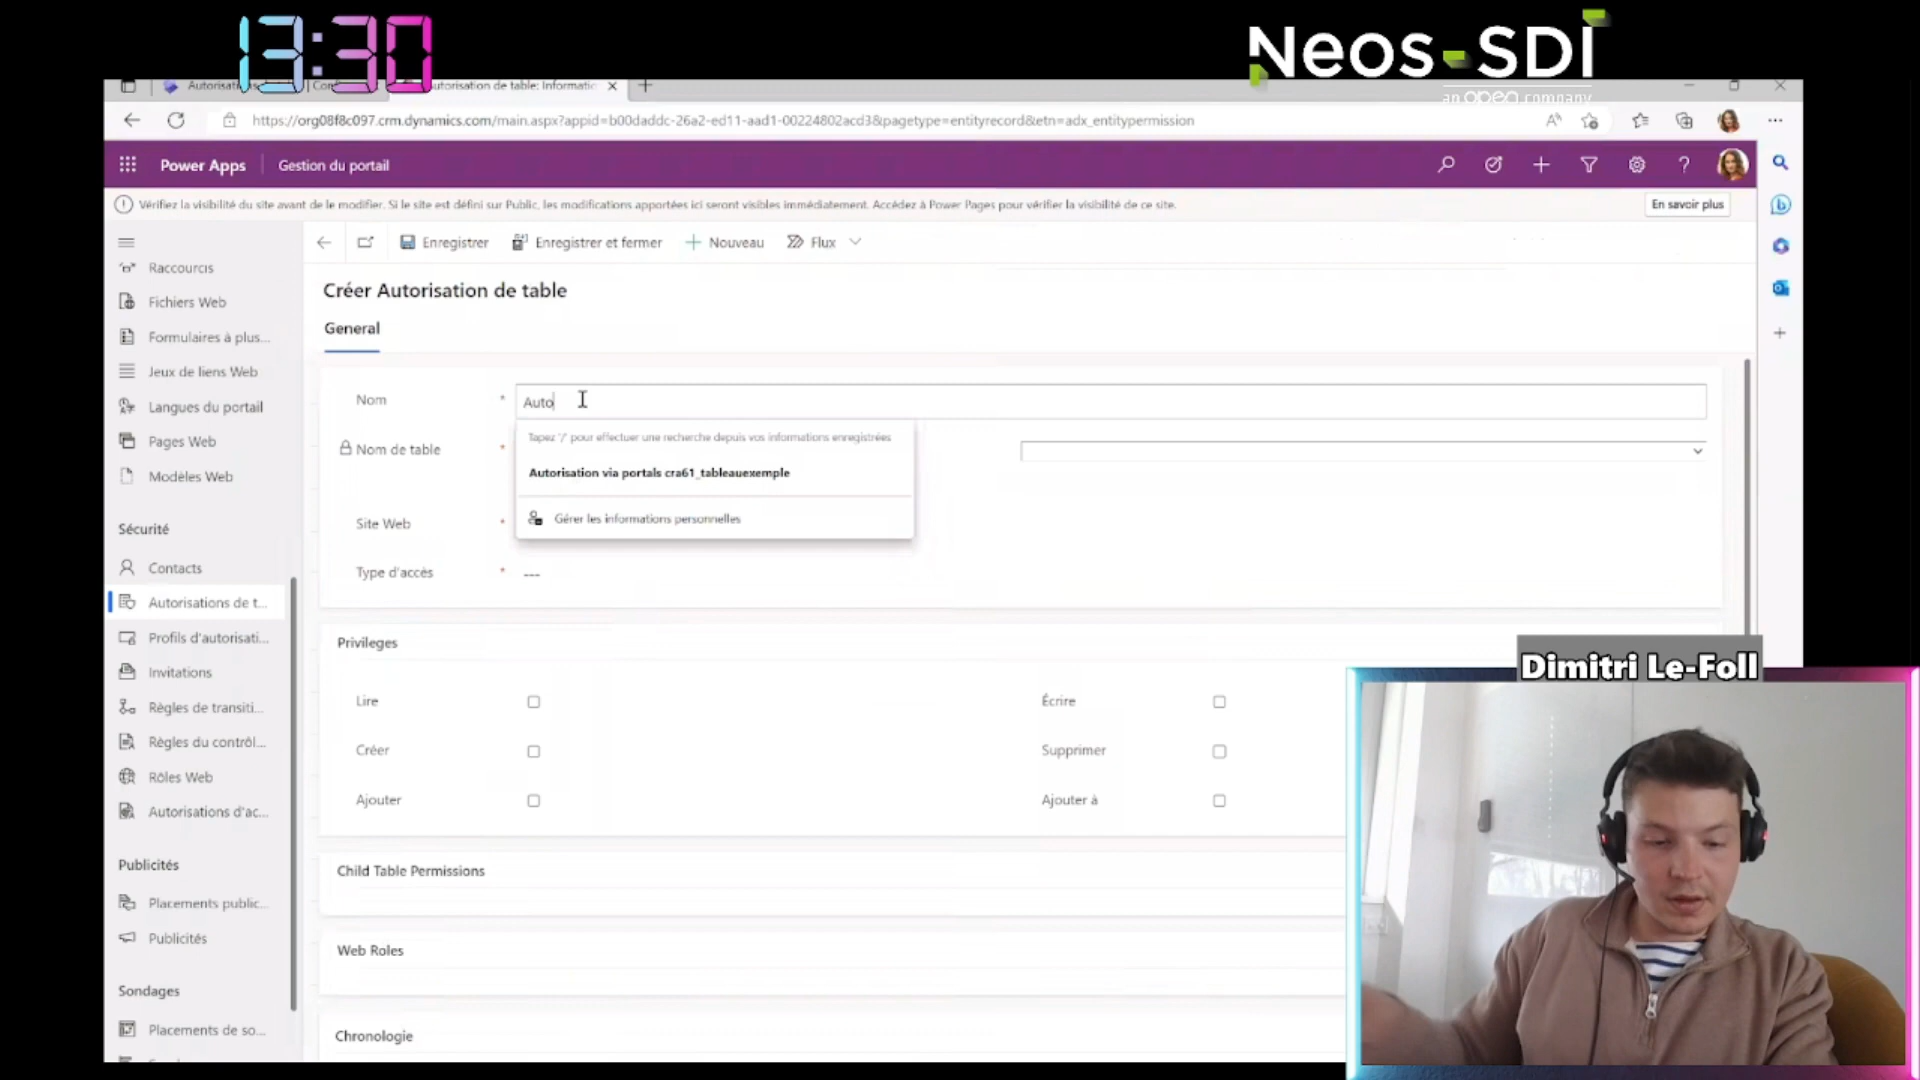 13:30
Neos-SDI
an opea company
https://org08f8c097.crm.dynamics.com/main.aspx?appid=b00daddc-26a2-ed11-aad1-00224802acd3&pagetype=entityrecord&etn=adx_entitypermission
Power Apps
Gestion du portail
Vérifiez la visibilité du site avant de le modifier. Si le site est défini sur Public, les modifications apportées ici seront visibles immédiatement. Accédez à Power Pages pour vérifier la visibilité de ce site.
En savoir plus
Enregistrer
Enregistrer et fermer
Nouveau
Flux
Raccourcis
Fichiers Web
Formulaires à plus...
Jeux de liens Web
Langues du portail
Pages Web
Modèles Web
Sécurité
Contacts
Autorisations de t...
Profils d'autorisati...
Invitations
Règles de transiti...
Règles du contrôl...
Rôles Web
Autorisations d'ac...
Publicités
Placements public...
Publicités
Sondages
Placements de so...
Créer Autorisation de table
General
Nom
*
Auto
Tapez '/' pour effectuer une recherche depuis vos informations enregistrées
Autorisation via portals cra61_tableauexemple
Gérer les informations personnelles
Nom de table
*
Site Web
*
Type d'accès
*
---
Privileges
Lire
Écrire
Créer
Supprimer
Ajouter
Ajouter à
Child Table Permissions
Web Roles
Chronologie
Dimitri Le-Foll